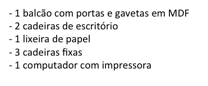 - 1 balcão com portas e gavetas em MDF
- 2 cadeiras de escritório
- 1 lixeira de papel
- 3 cadeiras fixas
- 1 computador com impressora